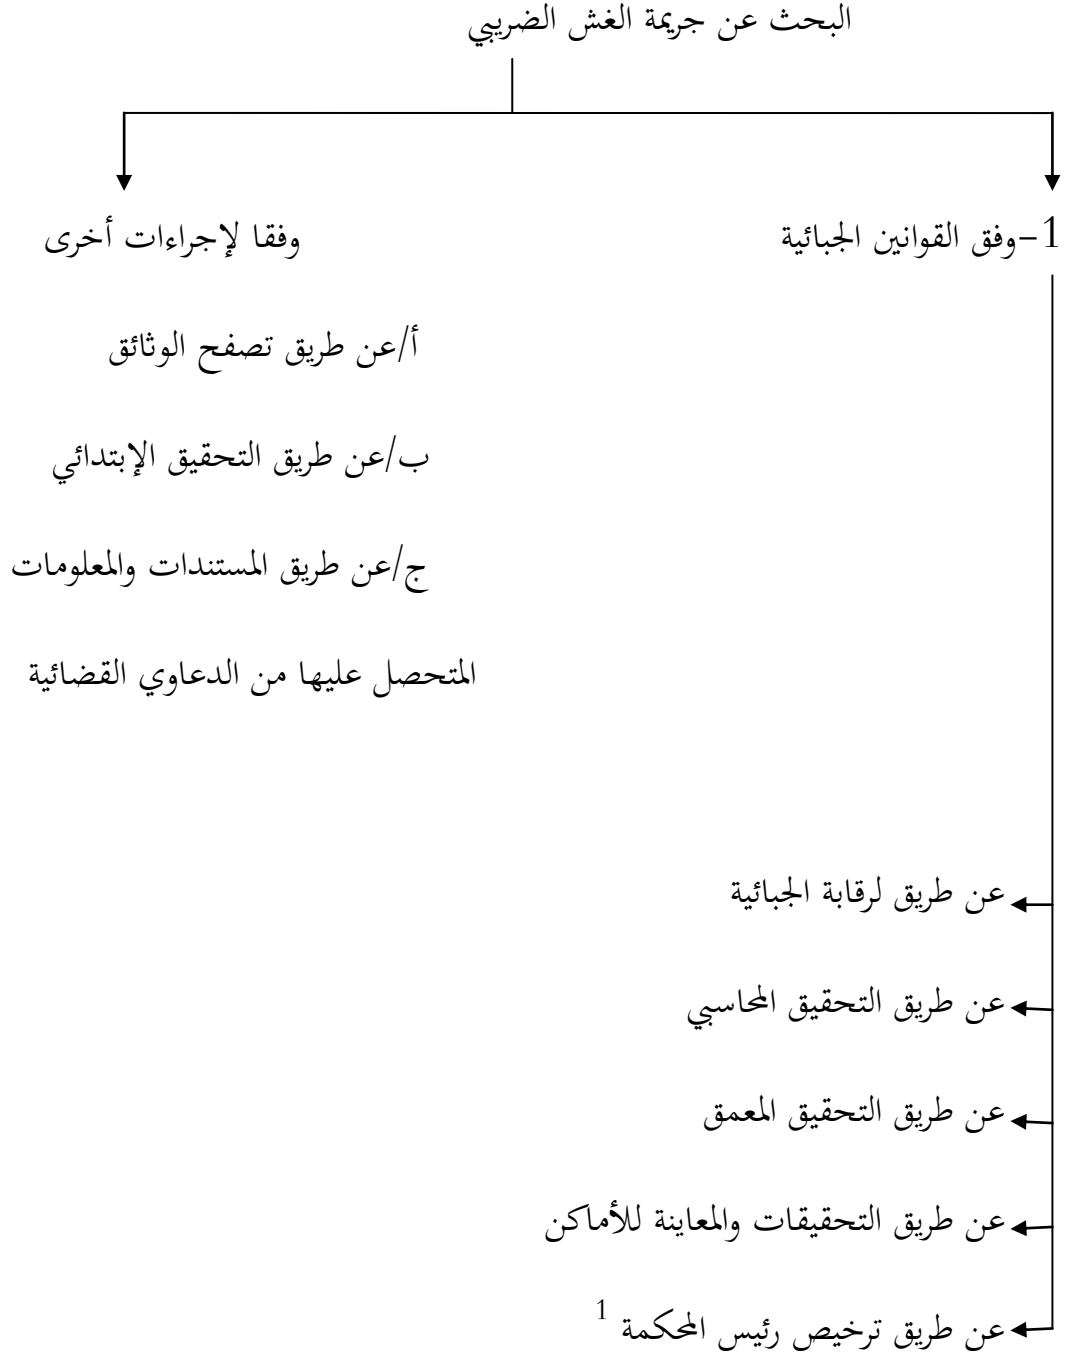 البحث عن جريمة الغش الضريبي
1-وفق القوانين الجبائية
وفقا لإجراءات أخرى
أ/عن طريق تصفح الوثائق
ب/عن طريق التحقيق الإبتدائي
ج/عن طريق المستندات والمعلومات
المتحصل عليها من الدعاوي القضائية
عن طريق لرقابة الجبائية
عن طريق التحقيق المحاسبي
عن طريق التحقيق المعمق
عن طريق التحقيقات والمعاينة للأماكن
عن طريق ترخيص رئيس المحكمة 1